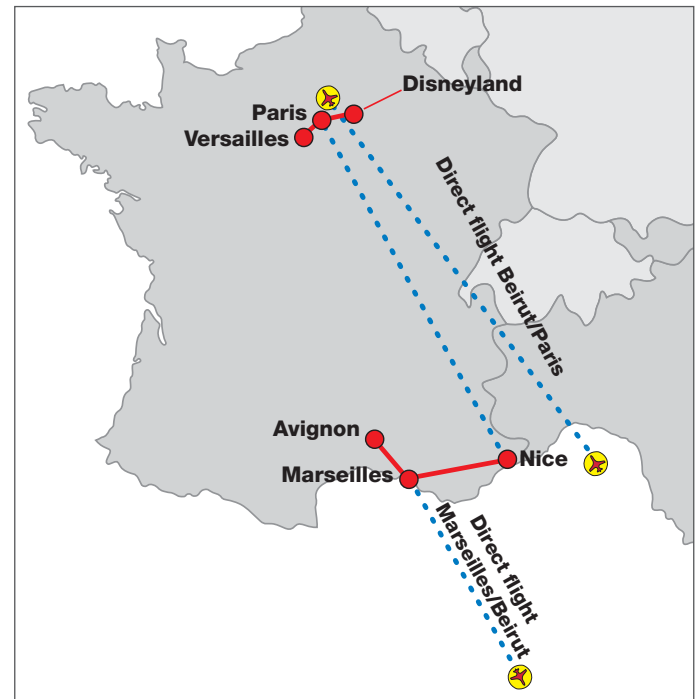 Disneyland
Paris
Versailles
Direct flight Beirut/Paris
Avignon
Nice
Marseilles
Direct flight
Marseilles/Beirut